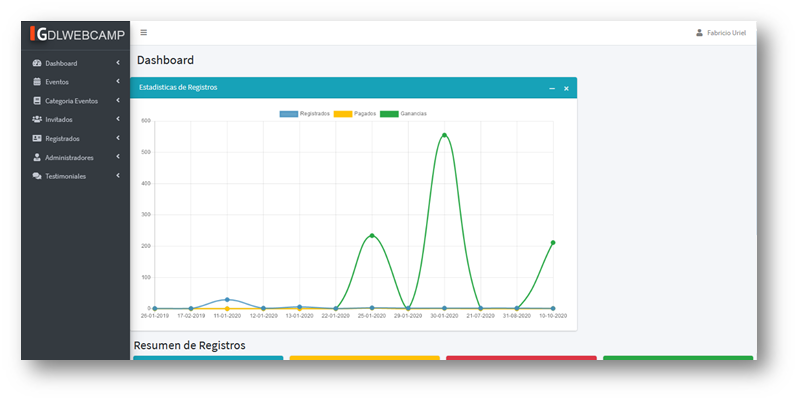 GDLWEBCAMP
Fabricio Uriel
Dashboard
Eventos
Categoria Eventos
Invitados
Registrados
Administradores
Testimoniales
Dashboard
Estadisticas de Registros
Registrados Pagados Ganancias
600
500
400
300
200
100
0
26-01-2019 17-02-2019 11-01-2020 12-01-2020 13-01-2020 22-01-2020 25-01-2020 29-01-2020 30-01-2020 21-07-2020 31-08-2020 10-10-2020
Resumen de Registros